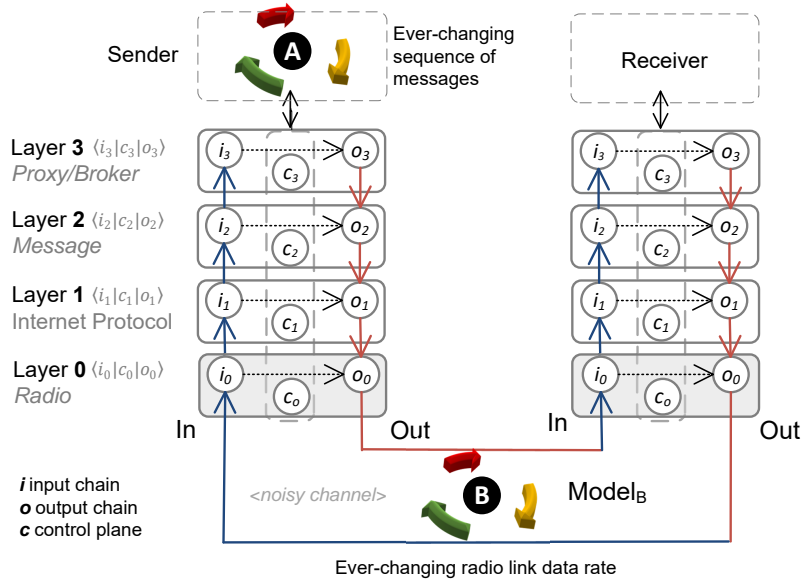 Sender
A
Ever-changing
sequence of
messages
Receiver
Layer 3 ⟨i3|c3|o3⟩
Proxy/Broker
i3 c3 o3
i3 c3 o3
Layer 2 ⟨i2|c2|o2⟩
Message
i2 c2 o2
i2 c2 o2
Layer 1 ⟨i1|c1|o1⟩
Internet Protocol
i1 c1 o1
i1 c1 o1
Layer 0 ⟨i0|c0|o0⟩
Radio
i0 co o0
i0 co o0
In
Out
In
Out
i input chain
o output chain
c control plane
<noisy channel>
B
ModelB
Ever-changing radio link data rate